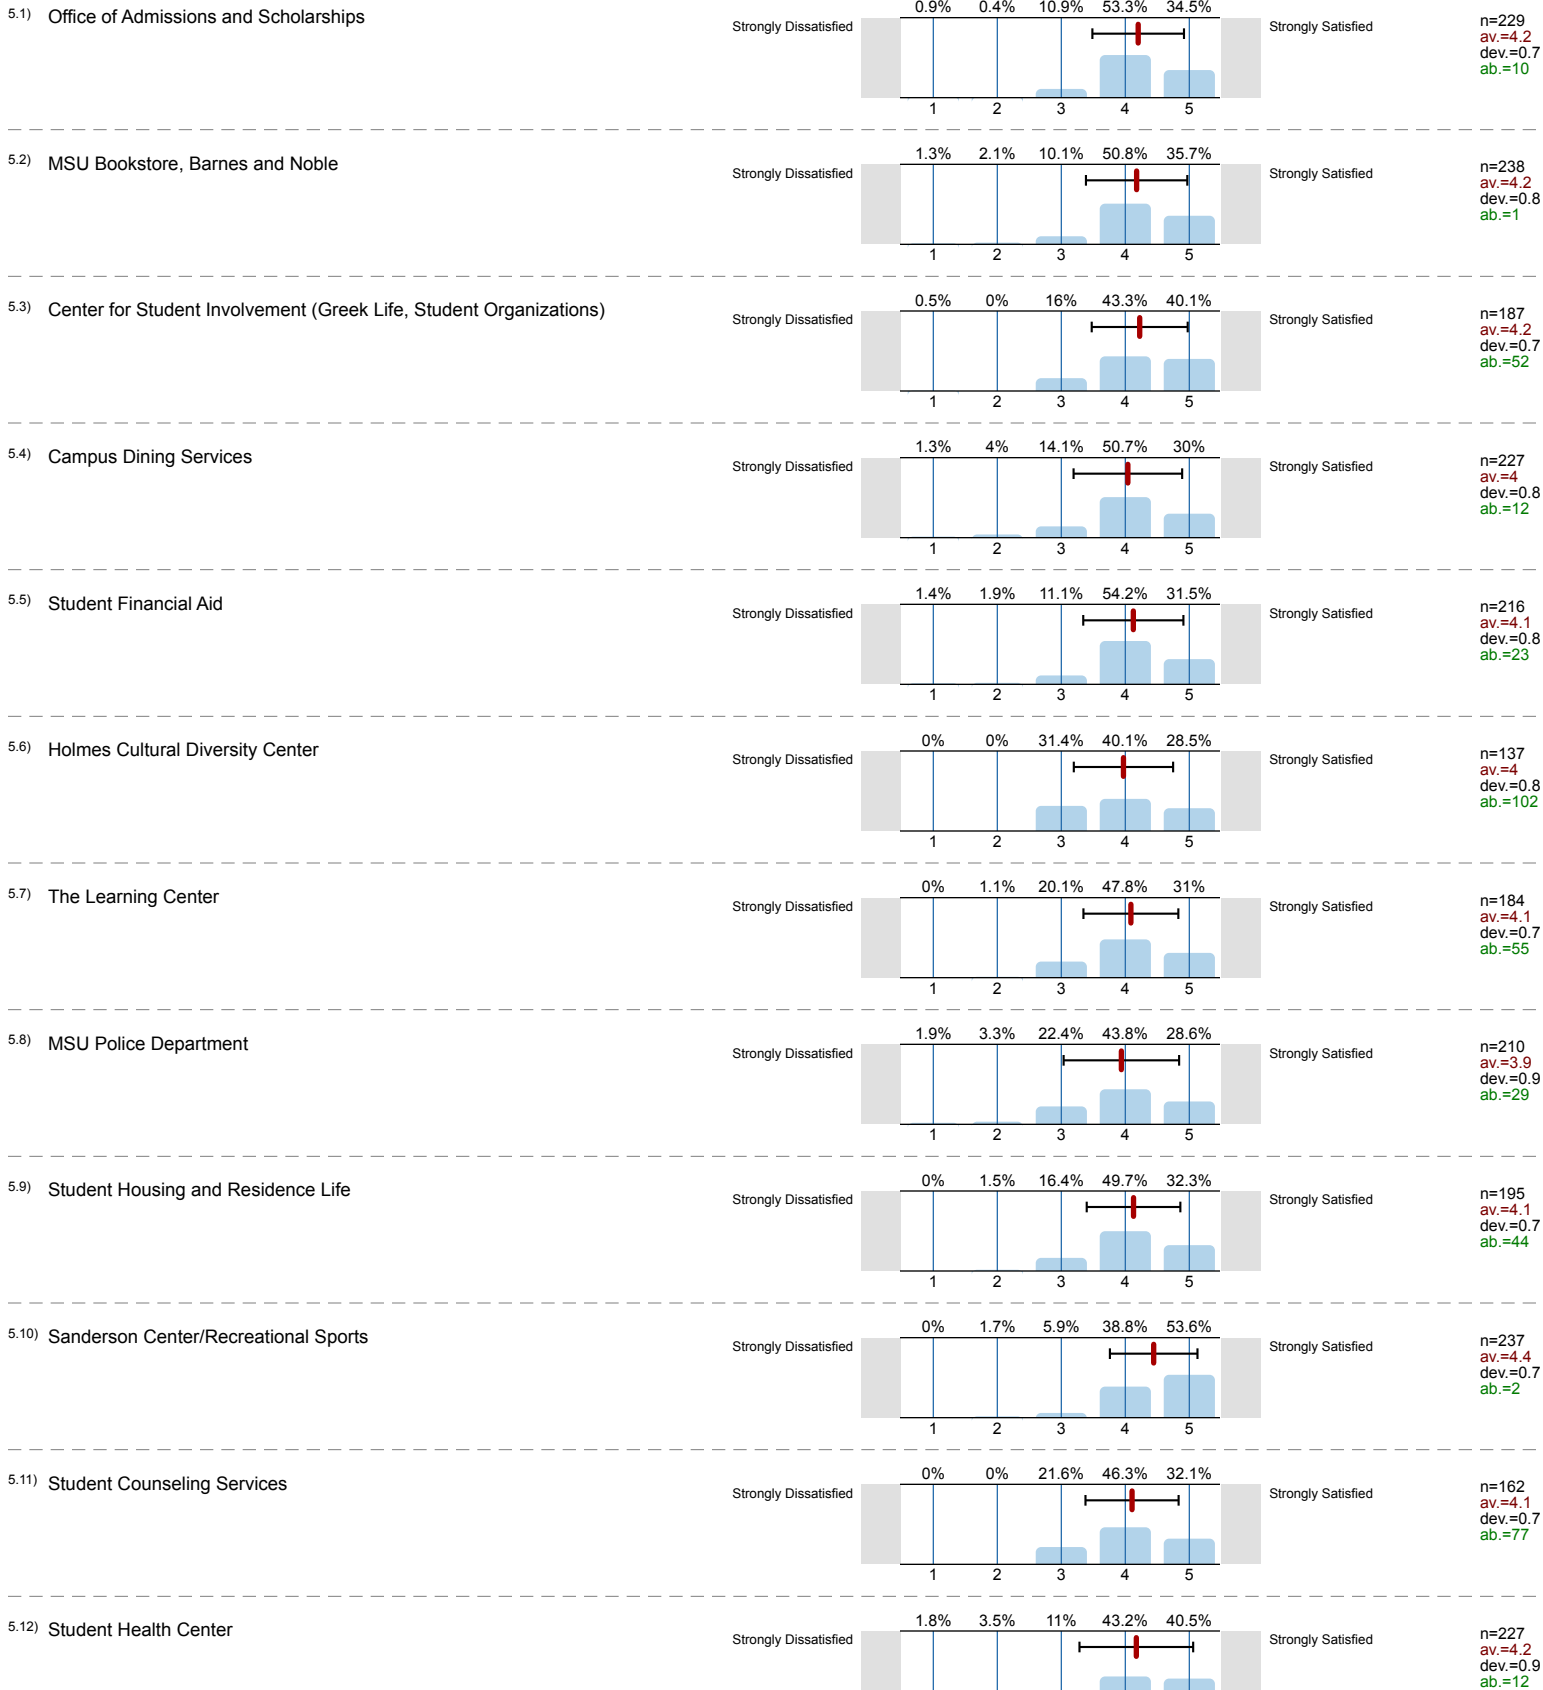 5.1) Office of Admissions and Scholarships
0.9% 0.4% 10.9% 53.3% 34.5%
Strongly Dissatisfied Strongly Satisfied
n=229
av.=4.2
dev.=0.7
ab.=10
1 2 3 4 5
5.2) MSU Bookstore, Barnes and Noble
1.3% 2.1% 10.1% 50.8% 35.7%
Strongly Dissatisfied Strongly Satisfied
n=238
av.=4.2
dev.=0.8
ab.=1
1 2 3 4 5
5.3) Center for Student Involvement (Greek Life, Student Organizations)
0.5% 0% 16% 43.3% 40.1%
Strongly Dissatisfied Strongly Satisfied
n=187
av.=4.2
dev.=0.7
ab.=52
1 2 3 4 5
5.4) Campus Dining Services
1.3% 4% 14.1% 50.7% 30%
Strongly Dissatisfied Strongly Satisfied
n=227
av.=4
dev.=0.8
ab.=12
1 2 3 4 5
5.5) Student Financial Aid
1.4% 1.9% 11.1% 54.2% 31.5%
Strongly Dissatisfied Strongly Satisfied
n=216
av.=4.1
dev.=0.8
ab.=23
1 2 3 4 5
5.6) Holmes Cultural Diversity Center
0% 0% 31.4% 40.1% 28.5%
Strongly Dissatisfied Strongly Satisfied
n=137
av.=4
dev.=0.8
ab.=102
1 2 3 4 5
5.7) The Learning Center
0% 1.1% 20.1% 47.8% 31%
Strongly Dissatisfied Strongly Satisfied
n=184
av.=4.1
dev.=0.7
ab.=55
1 2 3 4 5
5.8) MSU Police Department
1.9% 3.3% 22.4% 43.8% 28.6%
Strongly Dissatisfied Strongly Satisfied
n=210
av.=3.9
dev.=0.9
ab.=29
1 2 3 4 5
5.9) Student Housing and Residence Life
0% 1.5% 16.4% 49.7% 32.3%
Strongly Dissatisfied Strongly Satisfied
n=195
av.=4.1
dev.=0.7
ab.=44
1 2 3 4 5
5.10) Sanderson Center/Recreational Sports
0% 1.7% 5.9% 38.8% 53.6%
Strongly Dissatisfied Strongly Satisfied
n=237
av.=4.4
dev.=0.7
ab.=2
1 2 3 4 5
5.11) Student Counseling Services
0% 0% 21.6% 46.3% 32.1%
Strongly Dissatisfied Strongly Satisfied
n=162
av.=4.1
dev.=0.7
ab.=77
1 2 3 4 5
5.12) Student Health Center
1.8% 3.5% 11% 43.2% 40.5%
Strongly Dissatisfied Strongly Satisfied
n=227
av.=4.2
dev.=0.9
ab.=12